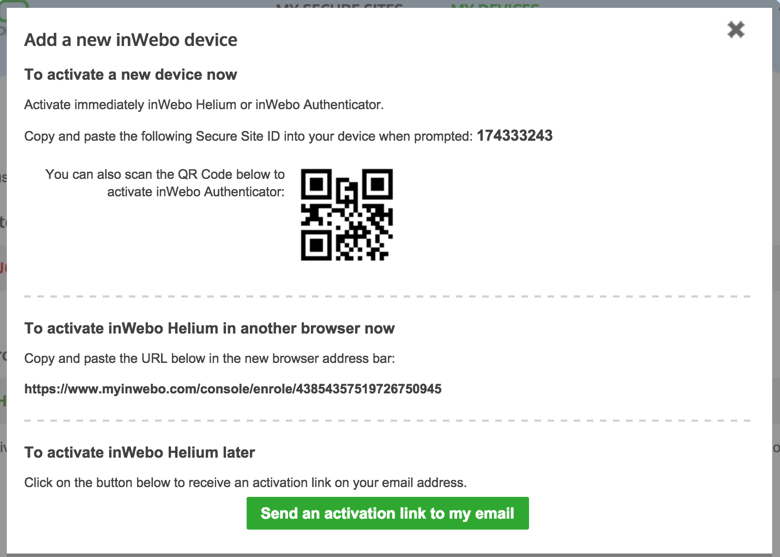 MY SECURE SITES MY DEVICES
Add a new inWebo device
To activate a new device now
Activate immediately inWebo Helium or inWebo Authenticator.
Copy and paste the following Secure Site ID into your device when prompted: 174333243
You can also scan the QR Code below to
activate inWebo Authenticator:
To activate inWebo Helium in another browser now
Copy and paste the URL below in the new browser address bar:
https://www.myinwebo.com/console/enrole/43854357519726750945
To activate inWebo Helium later
Click on the button below to receive an activation link on your email address.
Send an activation link to my email